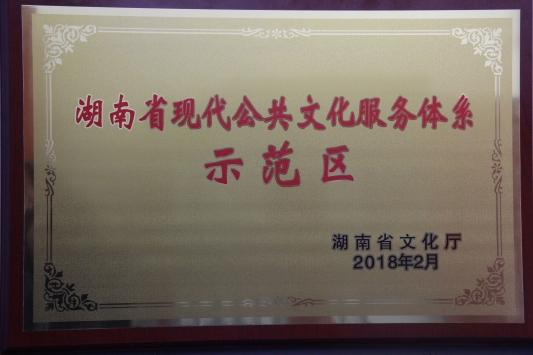 湖南省现代公共文化服务体系
示范区
湖南省文化厅
2018年2月